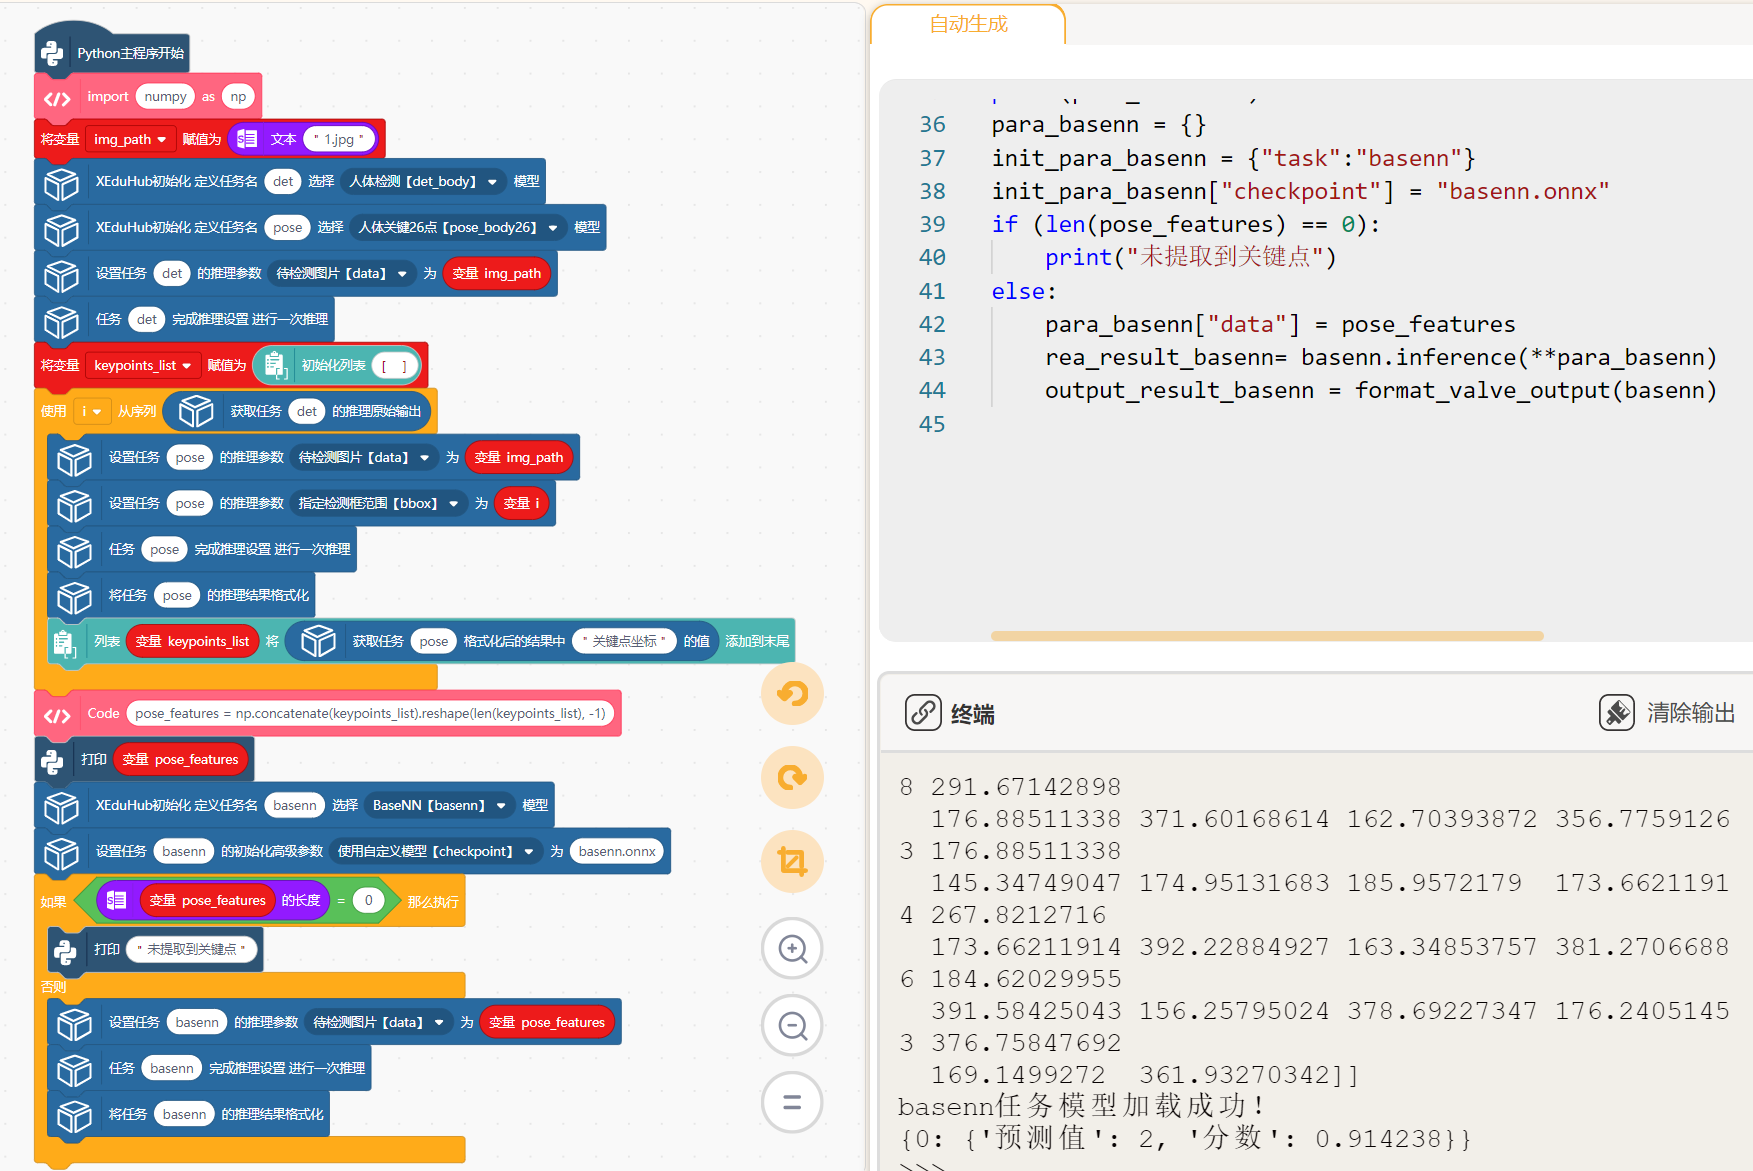 Python主程序开始
import numpy as np
将变量 img_path 赋值为 文本 " 1.jpg "
XEduHub初始化 定义任务名 det 选择 人体检测【det_body】 模型
XEduHub初始化 定义任务名 pose 选择 人体关键26点【pose_body26】 模型
设置任务 det 的推理参数 待检测图片【data】 为 变量 img_path
任务 det 完成推理设置 进行一次推理
将变量 keypoints_list 赋值为 初始化列表 [ ]
使用 i 从序列 获取任务 det 的推理原始输出
设置任务 pose 的推理参数 待检测图片【data】 为 变量 img_path
设置任务 pose 的推理参数 指定检测框范围【bbox】 为 变量 i
任务 pose 完成推理设置 进行一次推理
将任务 pose 的推理结果格式化
列表 变量 keypoints_list 将 获取任务 pose 格式化后的结果中 " 关键点坐标 " 的值 添加到末尾
Code pose_features = np.concatenate(keypoints_list).reshape(len(keypoints_list), -1)
打印 变量 pose_features
XEduHub初始化 定义任务名 basenn 选择 BaseNN【basenn】 模型
设置任务 basenn 的初始化高级参数 使用自定义模型【checkpoint】 为 basenn.onnx
如果 变量 pose_features 的长度 = 0 那么执行
打印 " 未提取到关键点 "
否则
设置任务 basenn 的推理参数 待检测图片【data】 为 变量 pose_features
任务 basenn 完成推理设置 进行一次推理
将任务 basenn 的推理结果格式化
自动生成
36 para_basenn = {}
37 init_para_basenn = {"task":"basenn"}
38 init_para_basenn["checkpoint"] = "basenn.onnx"
39 if (len(pose_features) == 0):
40 print("未提取到关键点")
41 else:
42 para_basenn["data"] = pose_features
43 rea_result_basenn= basenn.inference(**para_basenn)
44 output_result_basenn = format_valve_output(basenn)
45
终端 清除输出
8 291.67142898
176.88511338 371.60168614 162.70393872 356.7759126
3 176.88511338
145.34749047 174.95131683 185.9572179 173.6621191
4 267.8212716
173.66211914 392.22884927 163.34853757 381.2706688
6 184.62029955
391.58425043 156.25795024 378.69227347 176.2405145
3 376.75847692
169.1499272 361.93270342]]
basenn任务模型加载成功!
{0: {'预测值': 2, '分数': 0.914238}}
>>>